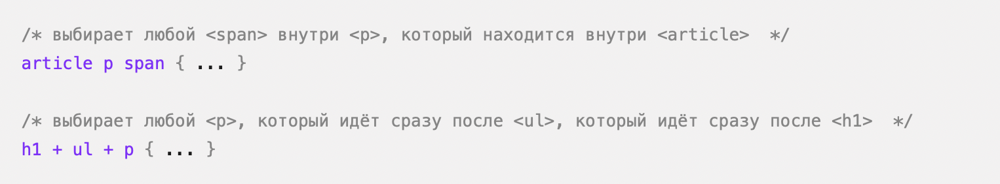 /* выбирает любой <span> внутри <p>, который находится внутри <article>  */
article p span { ... }
/* выбирает любой <p>, который идёт сразу после <ul>, который идёт сразу после <h1>  */
h1 + ul + p { ... }